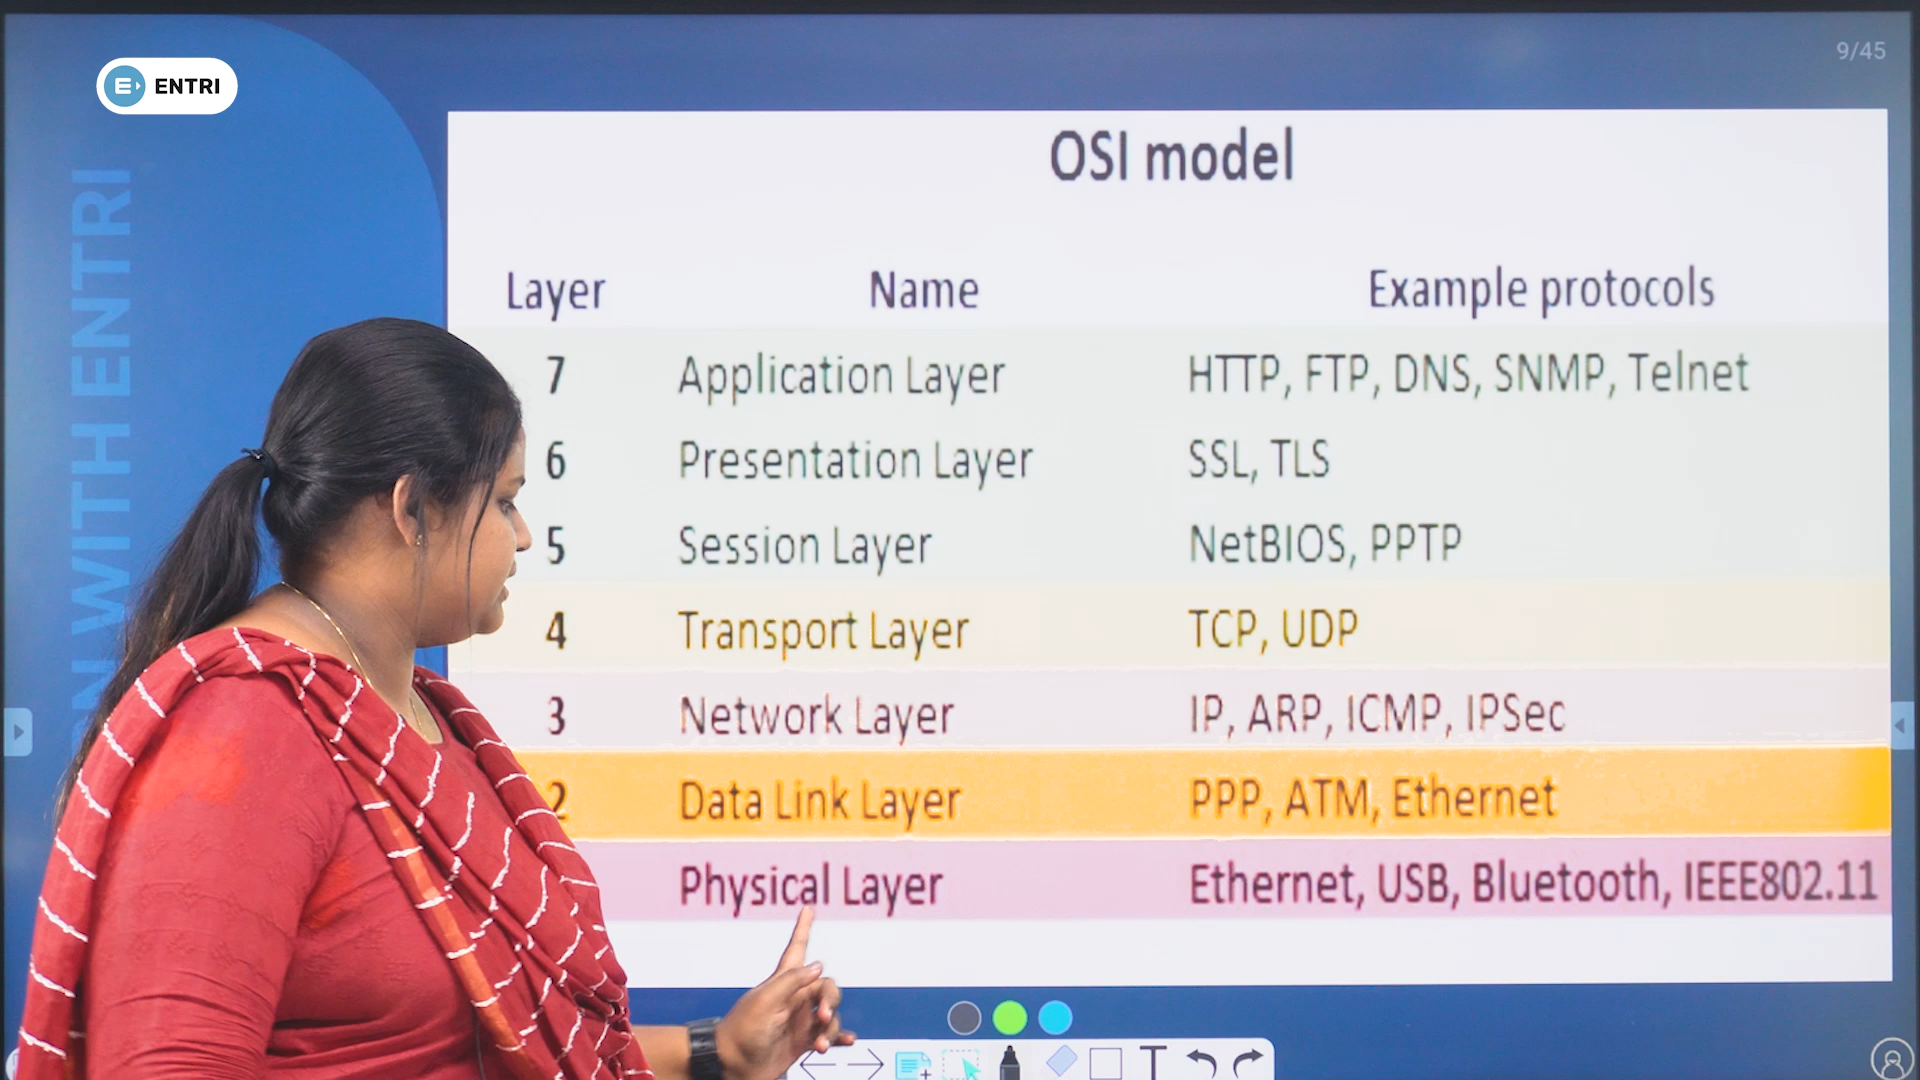 9/45
ENTRI
WITH ENTRI
OSI model
Layer Name Example protocols
7 Application Layer HTTP, FTP, DNS, SNMP, Telnet
6 Presentation Layer SSL, TLS
5 Session Layer NetBIOS, PPTP
4 Transport Layer TCP, UDP
3 Network Layer IP, ARP, ICMP, IPSec
2 Data Link Layer PPP, ATM, Ethernet
Physical Layer Ethernet, USB, Bluetooth, IEEE802.11
T